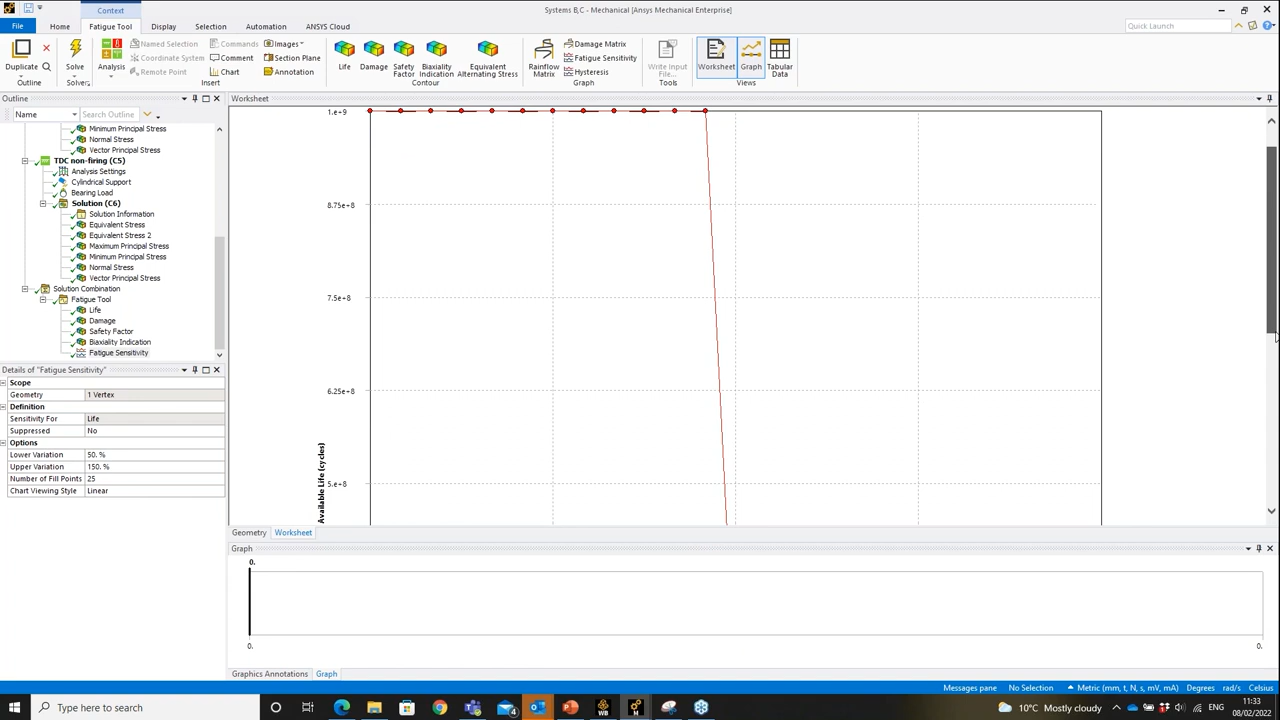 Context
Systems B,C - Mechanical [Ansys Mechanical Enterprise]
File Home Fatigue Tool Display Selection Automation ANSYS Cloud
Quick Launch
Duplicate
Outline
Solve
Solver
Analysis
Named Selection
Coordinate System
Remote Point
Commands
Comment
Chart
Images
Section Plane
Annotation
Insert
Life
Damage
Safety Factor
Biaxiality Indication
Equivalent Alternating Stress
Contour
Rainflow Matrix
Damage Matrix
Fatigue Sensitivity
Hysteresis
Graph
Write Input File...
Tools
Worksheet
Graph
Tabular Data
Views
Outline
Name
Search Outline
Minimum Principal Stress
Normal Stress
Vector Principal Stress
TDC non-firing (C5)
Analysis Settings
Cylindrical Support
Bearing Load
Solution (C6)
Solution Information
Equivalent Stress
Equivalent Stress 2
Maximum Principal Stress
Minimum Principal Stress
Normal Stress
Vector Principal Stress
Solution Combination
Fatigue Tool
Life
Damage
Safety Factor
Biaxiality Indication
Fatigue Sensitivity
Details of "Fatigue Sensitivity"
Scope
Geometry 1 Vertex
Definition
Sensitivity For Life
Suppressed No
Options
Lower Variation 50. %
Upper Variation 150. %
Number of Fill Points 25
Chart Viewing Style Linear
Worksheet
1.e+9
8.75e+8
7.5e+8
6.25e+8
5.e+8
Available Life (cycles)
Geometry Worksheet
Graph
0.
0. 0.
Graphics Annotations Graph
Messages pane No Selection Metric (mm, t, N, s, mV, mA) Degrees rad/s Celsius
Type here to search
10°C Mostly cloudy
ENG
11:33
08/02/2022